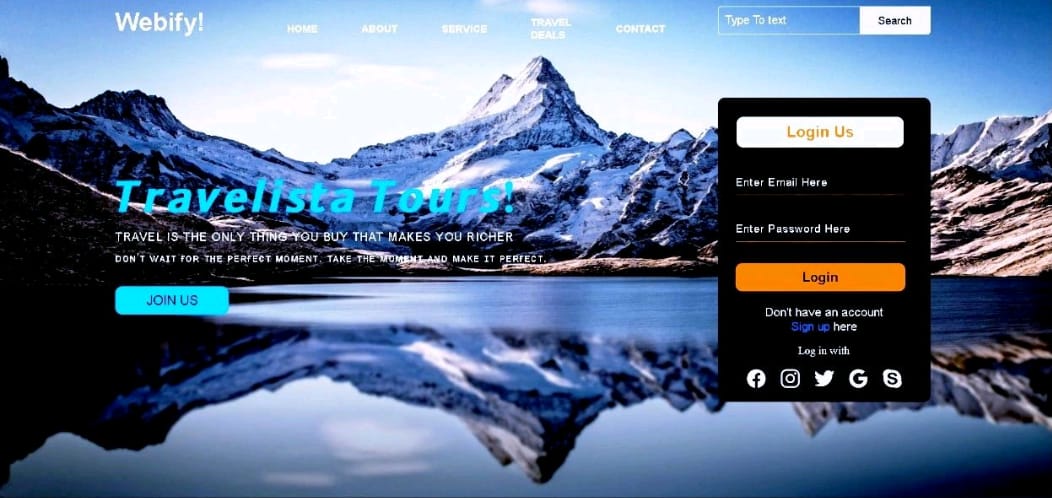 Webify!
HOME
ABOUT
SERVICE
TRAVEL
DEALS
CONTACT
Type To text
Search
Travellsta Tours!
TRAVEL IS THE ONLY THING YOU BUY THAT MAKES YOU RICHER
DON'T WAIT FOR THE PERFECT MOMENT, TAKE THE MOMENT AND MAKE IT PERFECT.
JOIN US
Login Us
Enter Email Here
Enter Password Here
Login
Don't have an account
Sign up here
Log in with